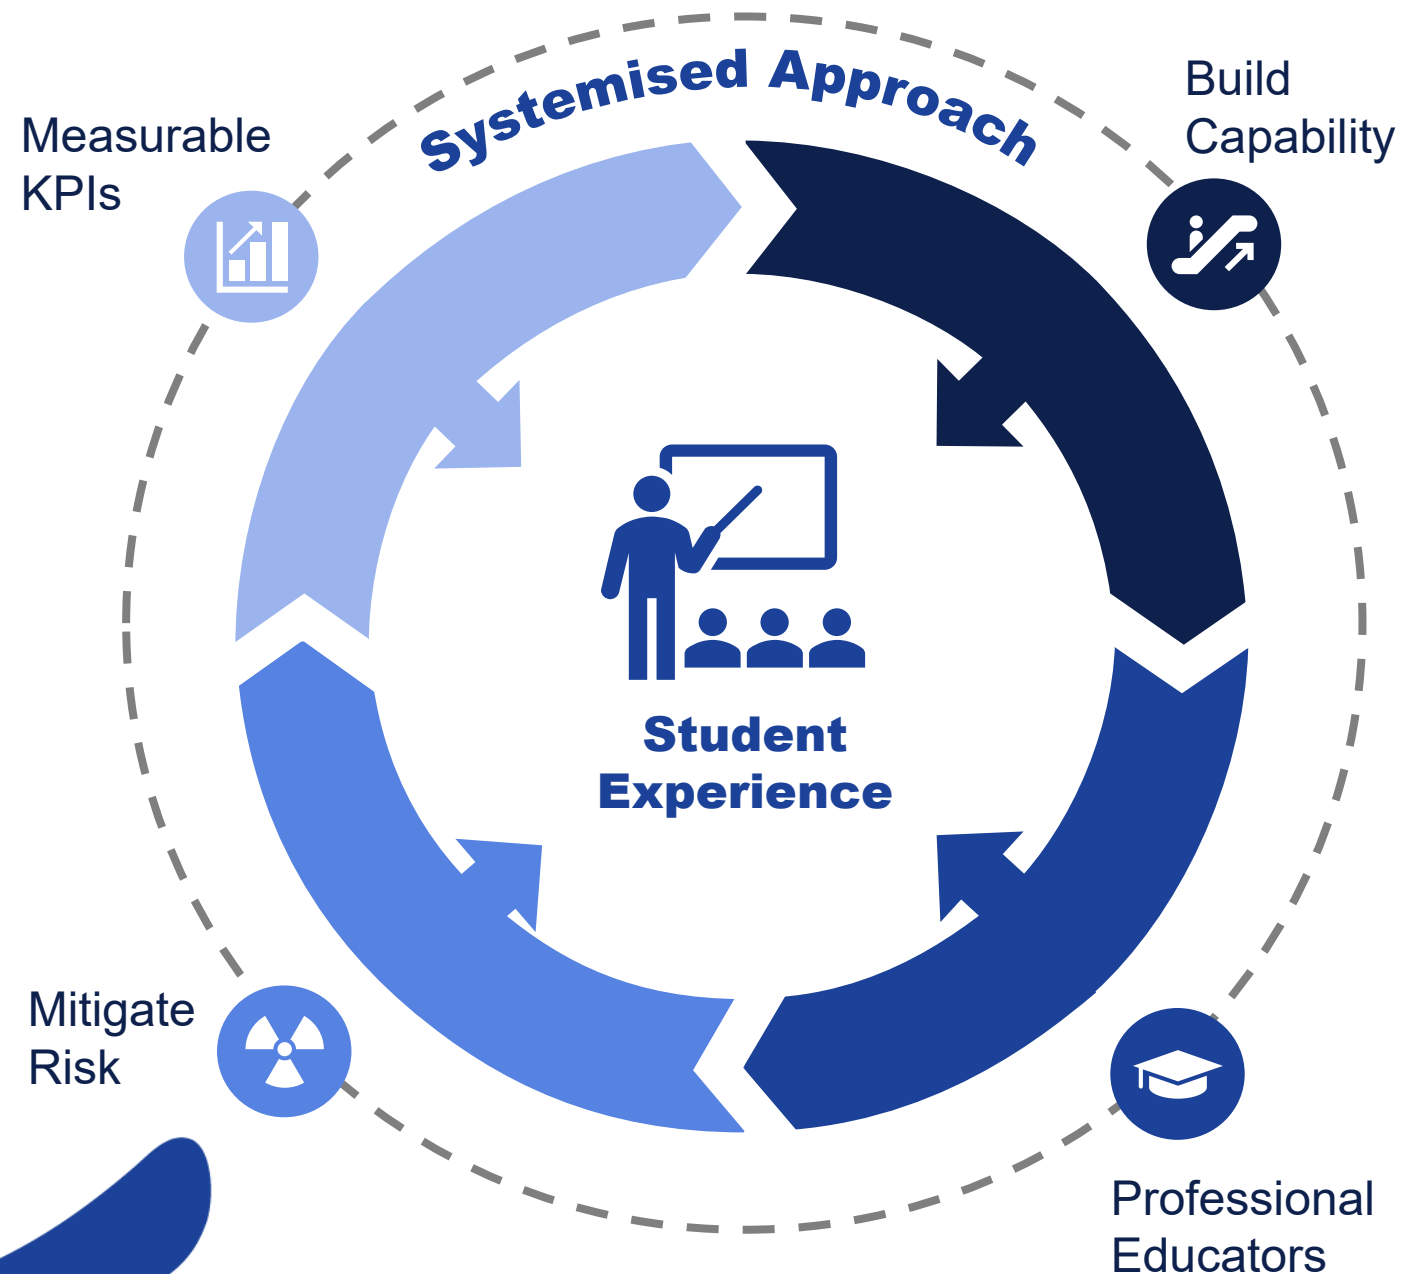 Systemised Approach
Measurable
KPIs
Build
Capability
Student
Experience
Mitigate
Risk
Professional
Educators